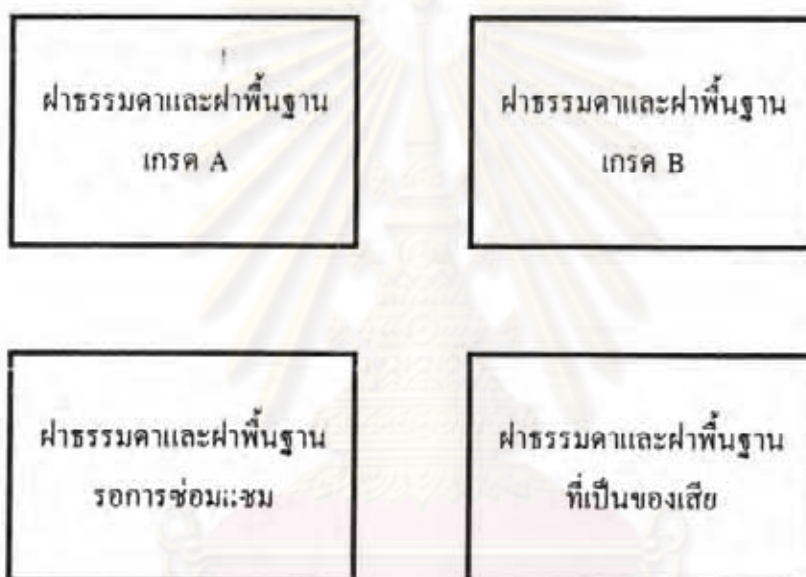 ฝาธรรมดาและฝาพื้นฐาน
เกรด A
ฝาธรรมดาและฝาพื้นฐาน
เกรด B
ฝาธรรมดาและฝาพื้นฐาน
รอการซ่อมแซม
ฝาธรรมดาและฝาพื้นฐาน
ที่เป็นของเสีย